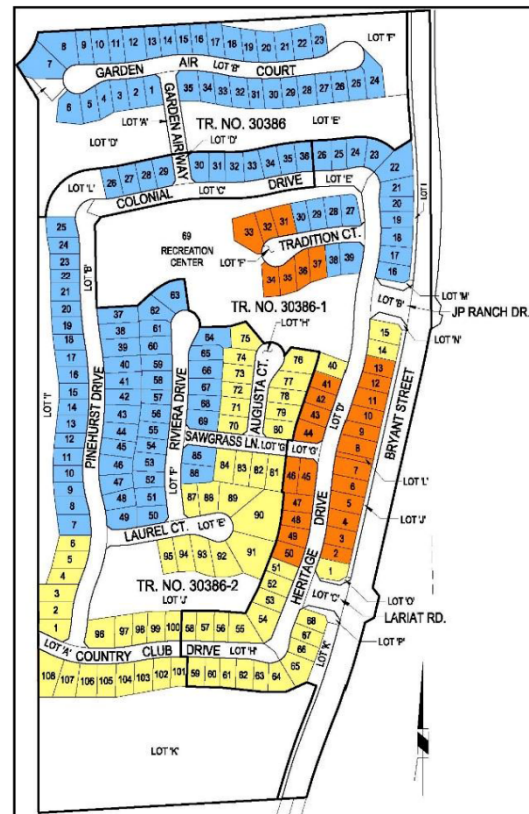 8 9 10 11 12 13 14 15 16 17 18 19 20 21 22 23
LOT 'F'
7
GARDEN AIR LOT 'B' COURT
6 5 4 3 2 1
35 34 33 32 31 30 29 28 27 26 25 24
LOT 'A'
GARDEN AIRWAY
TR. NO. 30386
LOT 'E'
LOT 'D'
LOT 'D'
LOT 'L'
26 27 28 29
30 31 32 33 34 35 36
26 25 24 23
22
COLONIAL LOT 'C' DRIVE
LOT 'E'
21
20
19
18
17
16
LOT 'I'
25
24
23
22
21
20
19
18
17
16
15
14
13
12
11
10
9
8
7
6
5
4
3
2
1
LOT 'B'
PINEHURST DRIVE
LOT 'I'
69
RECREATION
CENTER
33 32 31 30 29 28 27
TRADITION CT.
LOT 'F'
34 35 36 37 38 39
TR. NO. 30386-1
LOT 'M'
LOT 'B'
JP RANCH DR.
LOT 'N'
37 62 63
38 61
39 60
40 59
41 58
42 57
43 56
44 55
45 54
46 53
47 52
48 51
49 50
RIVIERA DRIVE
LOT 'F'
64
65
66
67
68
69
75
74
73
72
71
70
LOT 'H'
AUGUSTA CT.
76
77
78
79
80
SAWGRASS LN.
LOT 'G'
LOT 'G'
85
86
84 83 82 81
87 88 89
90
91
LAUREL CT.
LOT 'E'
95 94 93 92
TR. NO. 30386-2
LOT 'J'
40
41
42
43
44
46 45
47
48
49
50
51
52
53
54
LOT 'D'
HERITAGE DRIVE
15
14
13
12
11
10
9
8
7
6
5
4
3
2
1
BRYANT STREET
LOT 'L'
LOT 'J'
LOT 'O'
LOT 'C'
LARIAT RD.
LOT 'P'
68
67
66
65
LOT 'K'
96 97 98 99 100 58 57 56 55
LOT 'A'
COUNTRY CLUB DRIVE LOT 'H'
108 107 106 105 104 103 102 101 59 60 61 62 63 64
LOT 'K'